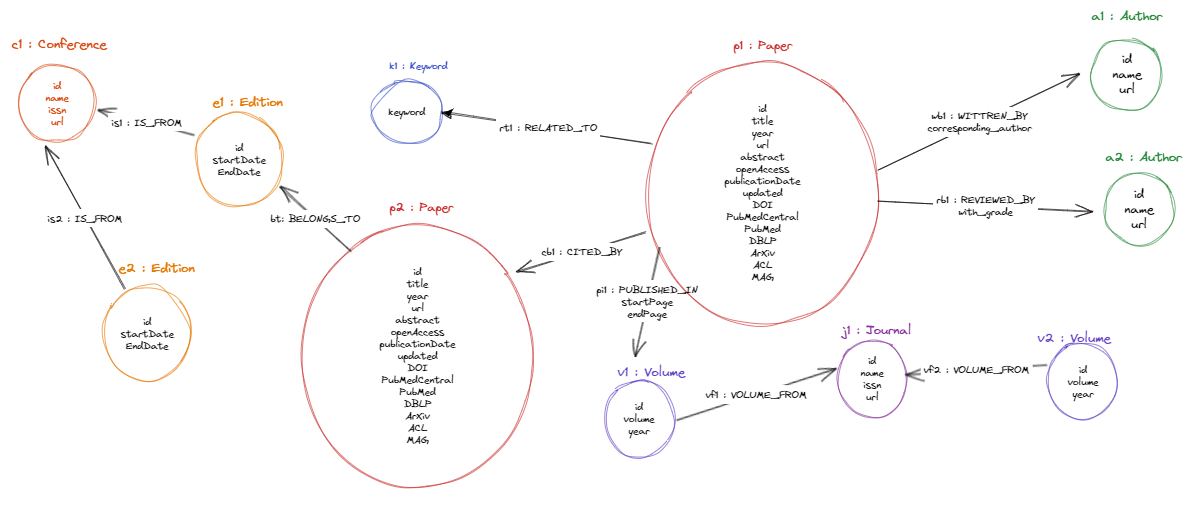 c1 : Conference
id
name
issn
url
is1 : IS_FROM
e1 : Edition
id
startDate
EndDate
is2 : IS_FROM
e2 : Edition
id
startDate
EndDate
bt: BELONGS_TO
k1 : Keyword
keyword
rt1 : RELATED_TO
p2 : Paper
id
title
year
url
abstract
openAccess
publicationDate
updated
DOI
PubMedCentral
PubMed
DBLP
ArXiv
ACL
MAG
cb1 : CITED_BY
p1 : Paper
id
title
year
url
abstract
openAccess
publicationDate
updated
DOI
PubMedCentral
PubMed
DBLP
ArXiv
ACL
MAG
pi1 : PUBLISHED_IN
startPage
endPage
wb1 : WITTREN_BY
corresponding_author
a1 : Author
id
name
url
rb1 : REVIEWED_BY
with_grade
a2 : Author
id
name
url
v1 : Volume
id
volume
year
vf1 : VOLUME_FROM
j1 : Journal
id
name
issn
url
vf2 : VOLUME_FROM
v2 : Volume
id
volume
year